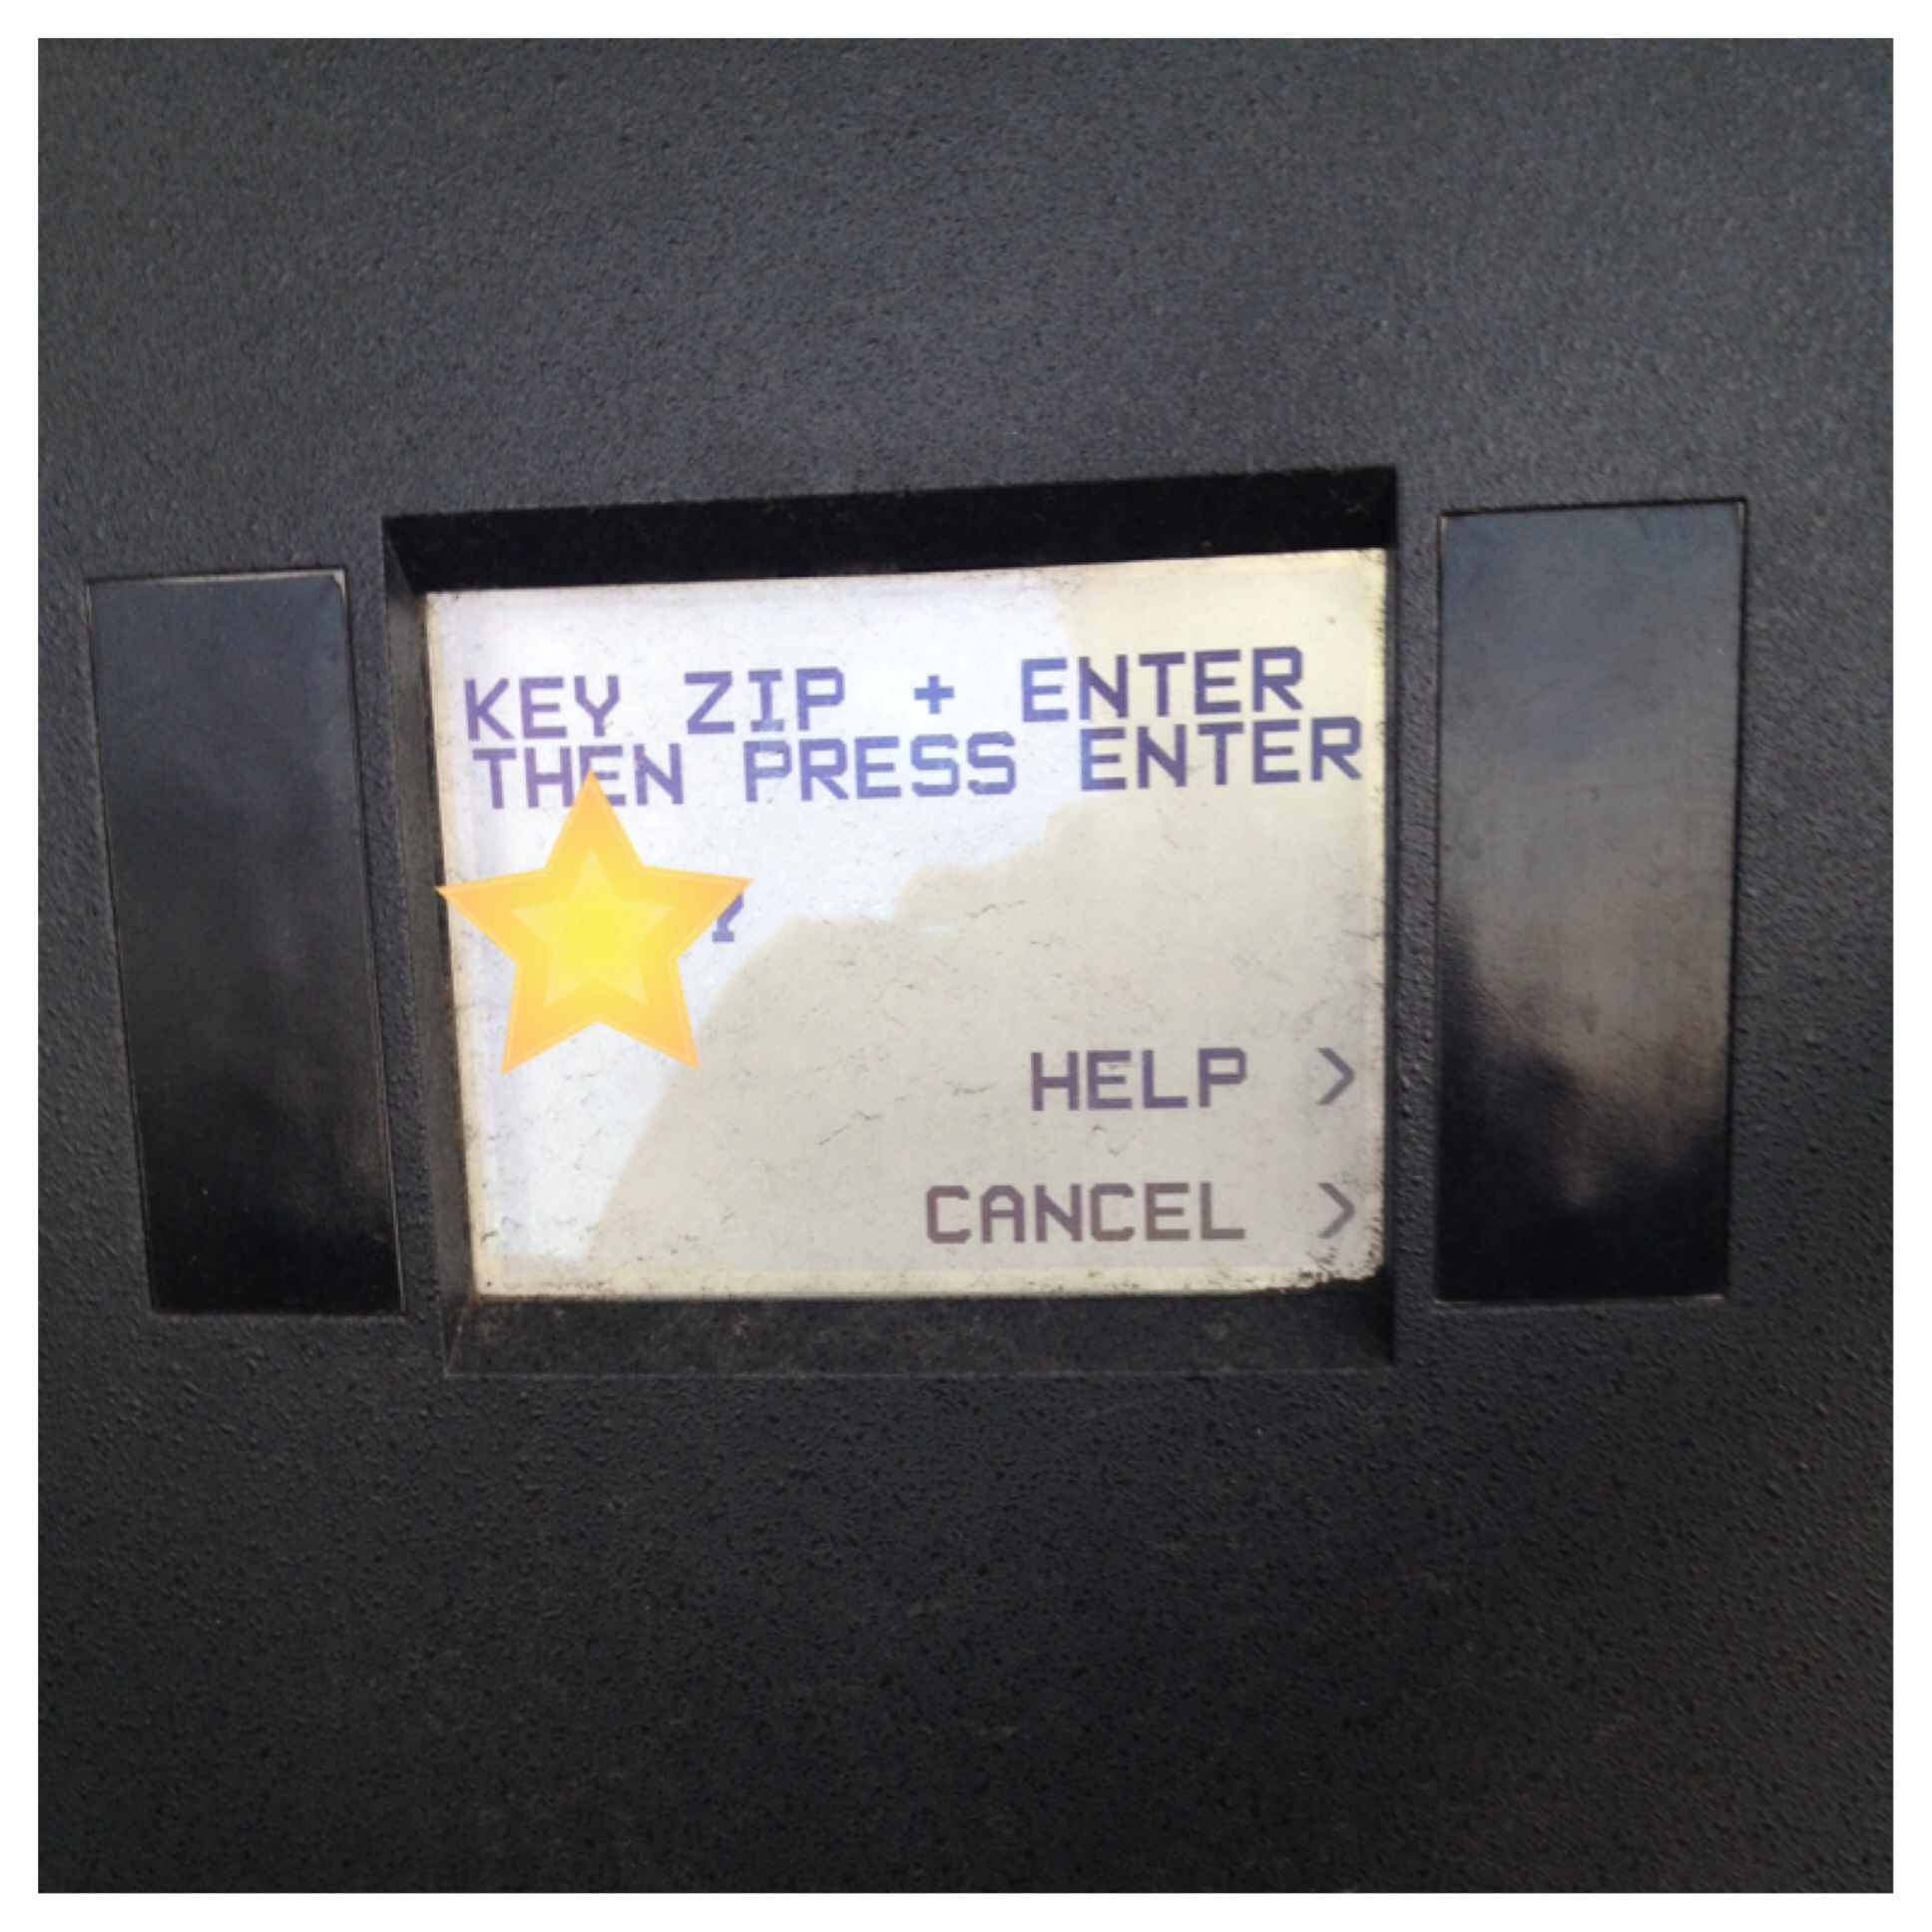 KEY ZIP + ENTER
THEN PRESS ENTER
HELP >
CANCEL >